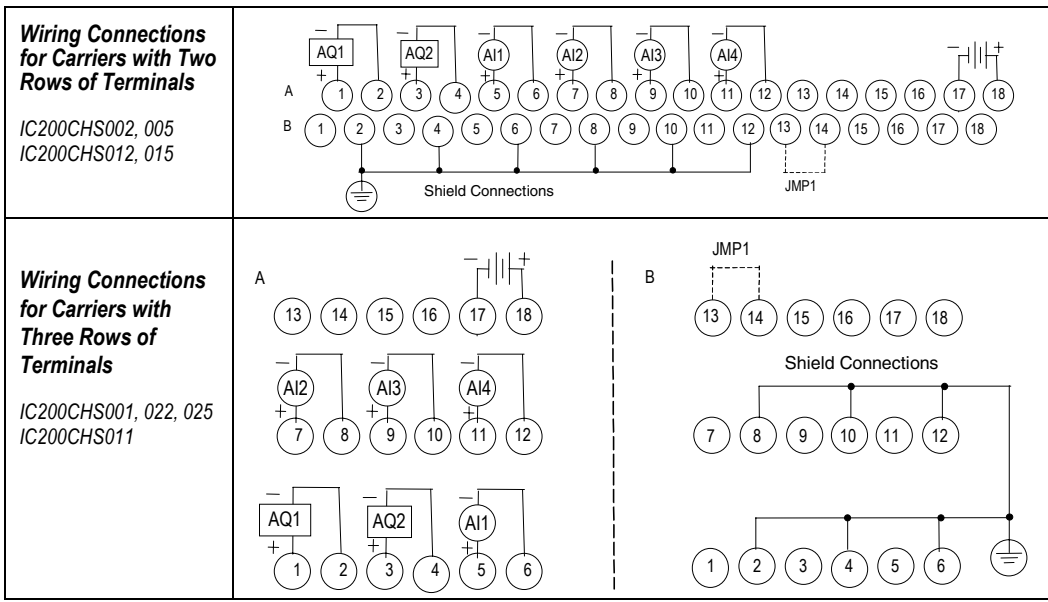 Wiring Connections
for Carriers with Two
Rows of Terminals
IC200CHS002, 005
IC200CHS012, 015
− − − − − −
AQ1 AQ2 AI1 AI2 AI3 AI4 − +
+ + + + + +
A 1 2 3 4 5 6 7 8 9 10 11 12 13 14 15 16 17 18
B 1 2 3 4 5 6 7 8 9 10 11 12 13 14 15 16 17 18
Shield Connections JMP1
Wiring Connections
for Carriers with
Three Rows of
Terminals
IC200CHS001, 022, 025
IC200CHS011
A − +
13 14 15 16 17 18
− − −
AI2 AI3 AI4
+ + +
7 8 9 10 11 12
− − −
AQ1 AQ2 AI1
+ + +
1 2 3 4 5 6
JMP1
B
13 14 15 16 17 18
Shield Connections
7 8 9 10 11 12
1 2 3 4 5 6